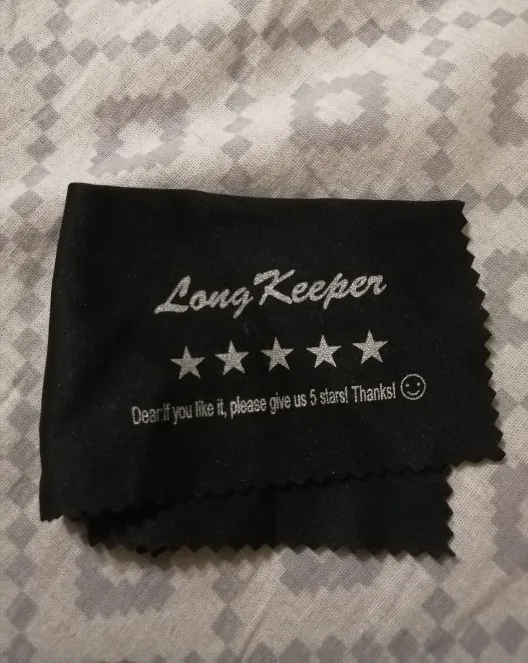 LongKeeper
★★★★★
Dear:If you like it, please give us 5 stars! Thanks! ☺